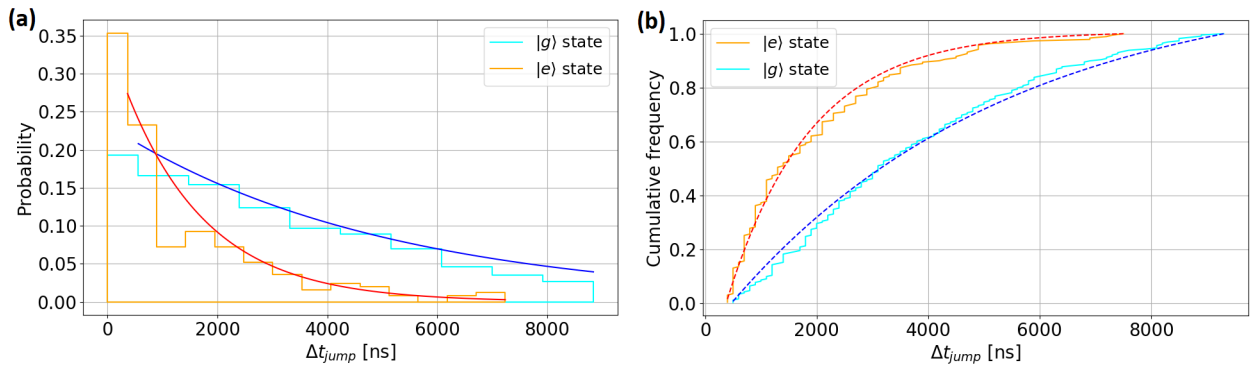 (a)
Probability
0.35
0.30
0.25
0.20
0.15
0.10
0.05
0.00
|g⟩ state
|e⟩ state
0 2000 4000 6000 8000
Δt_jump [ns]
(b)
Cumulative frequency
1.0
0.8
0.6
0.4
0.2
0.0
|e⟩ state
|g⟩ state
0 2000 4000 6000 8000
Δt_jump [ns]